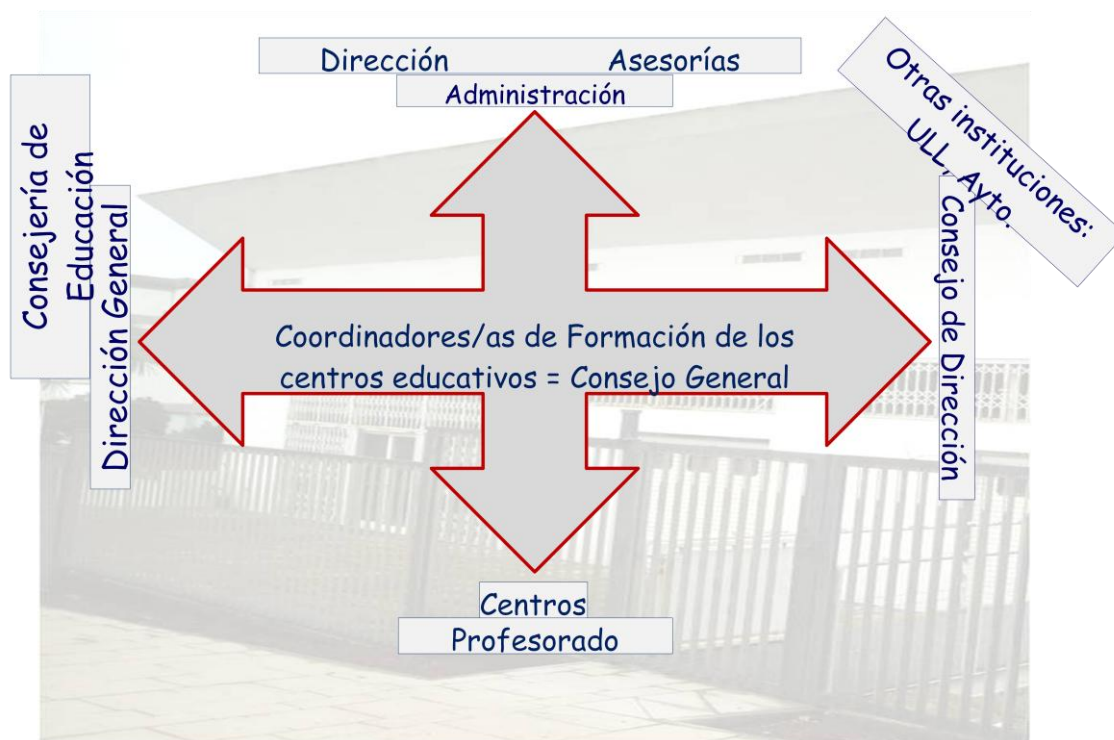 Dirección Asesorías
Administración
Otras instituciones:
ULL, Ayto.
Consejería de
Educación
Dirección General
Coordinadores/as de Formación de los
centros educativos = Consejo General
Consejo de Dirección
Centros
Profesorado